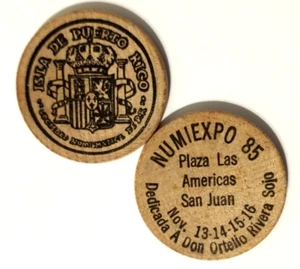 ISLA DE PUERTO RICO
NUMIEXPO 85
Plaza Las
Americas
San Juan
Nov. 13-14-15-16
Dedicada A Don Ortelio Rivera Sojo